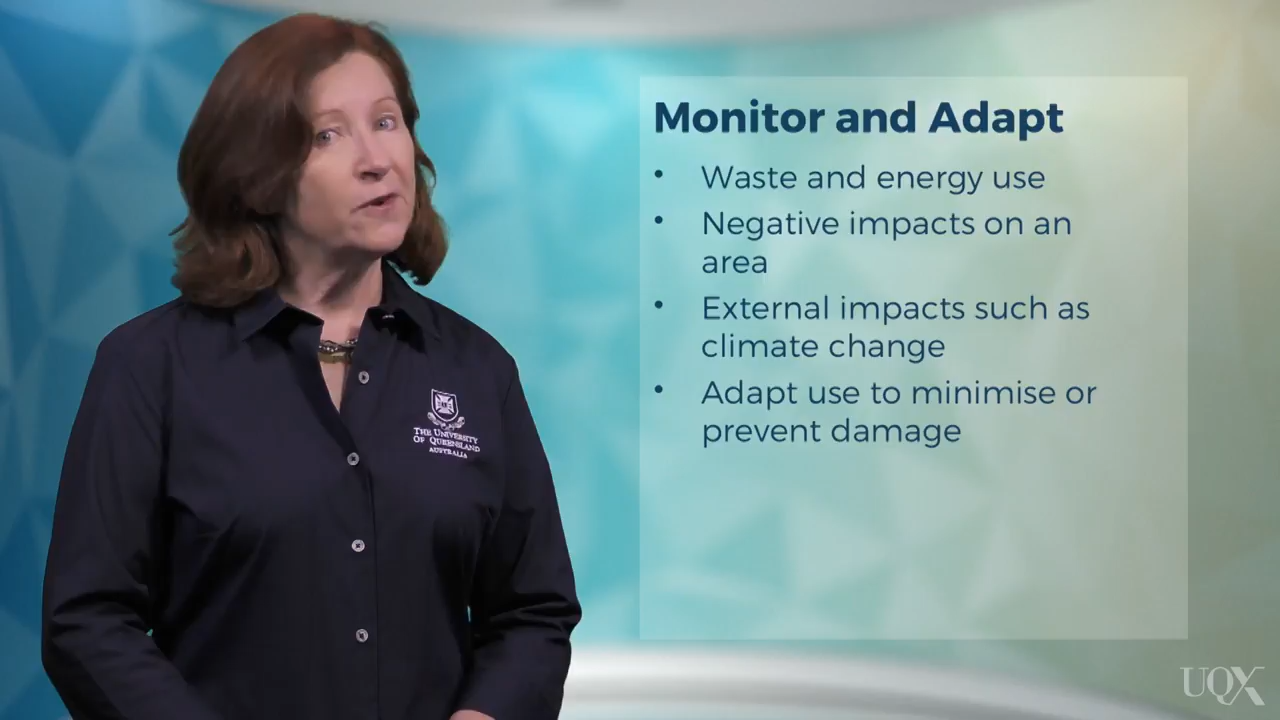 Monitor and Adapt
• Waste and energy use
• Negative impacts on an
area
• External impacts such as
climate change
• Adapt use to minimise or
prevent damage
THE UNIVERSITY
OF QUEENSLAND
AUSTRALIA
UQX